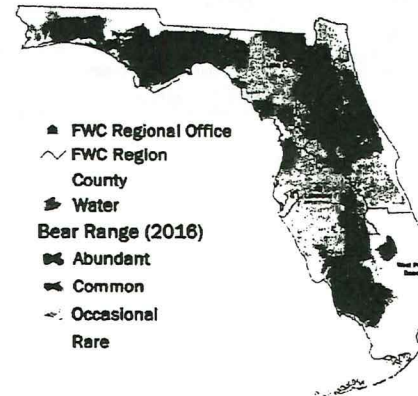 FWC Regional Office
FWC Region
County
Water
Bear Range (2016)
Abundant
Common
Occasional
Rare